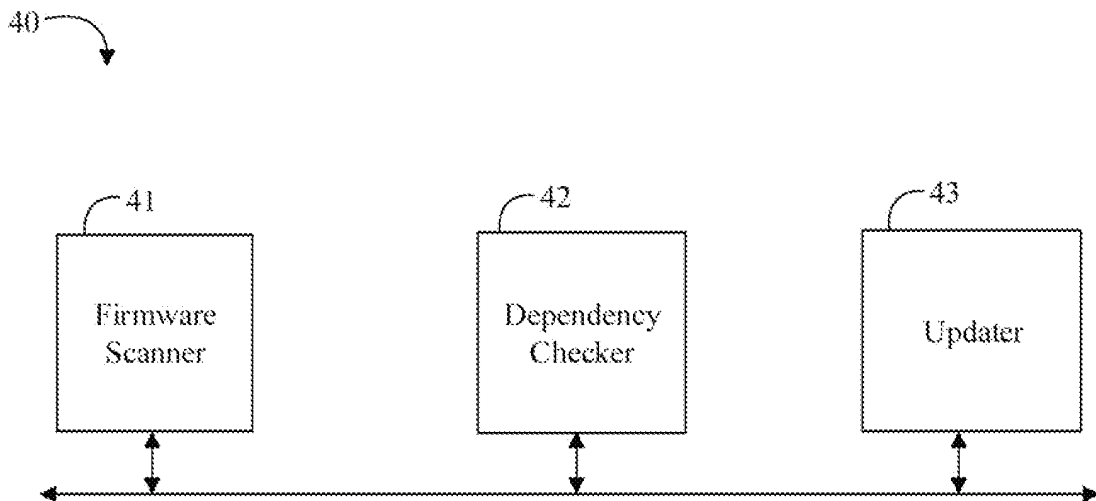 40
41
42
43
Firmware
Scanner
Dependency
Checker
Updater